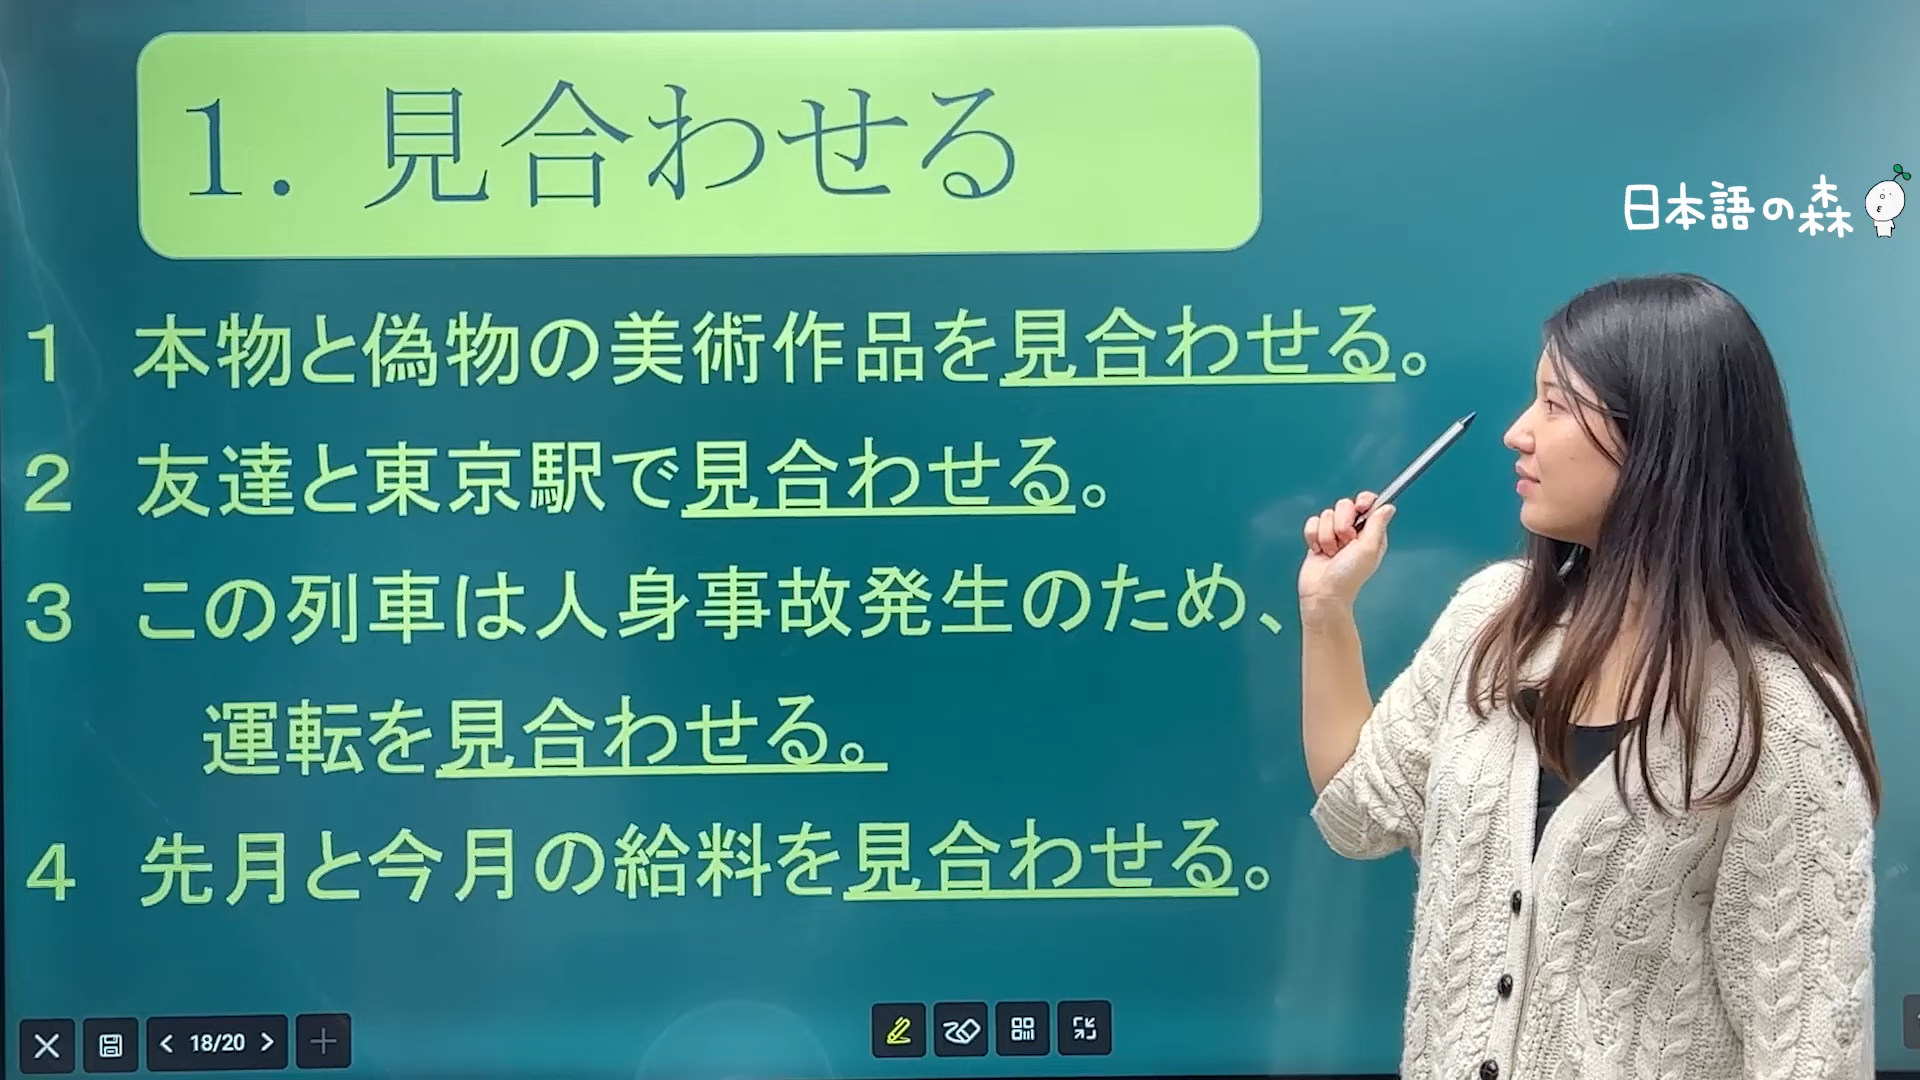 1. 見合わせる
日本語の森
1 本物と偽物の美術作品を見合わせる。
2 友達と東京駅で見合わせる。
3 この列車は人身事故発生のため、
運転を見合わせる。
4 先月と今月の給料を見合わせる。
18/20